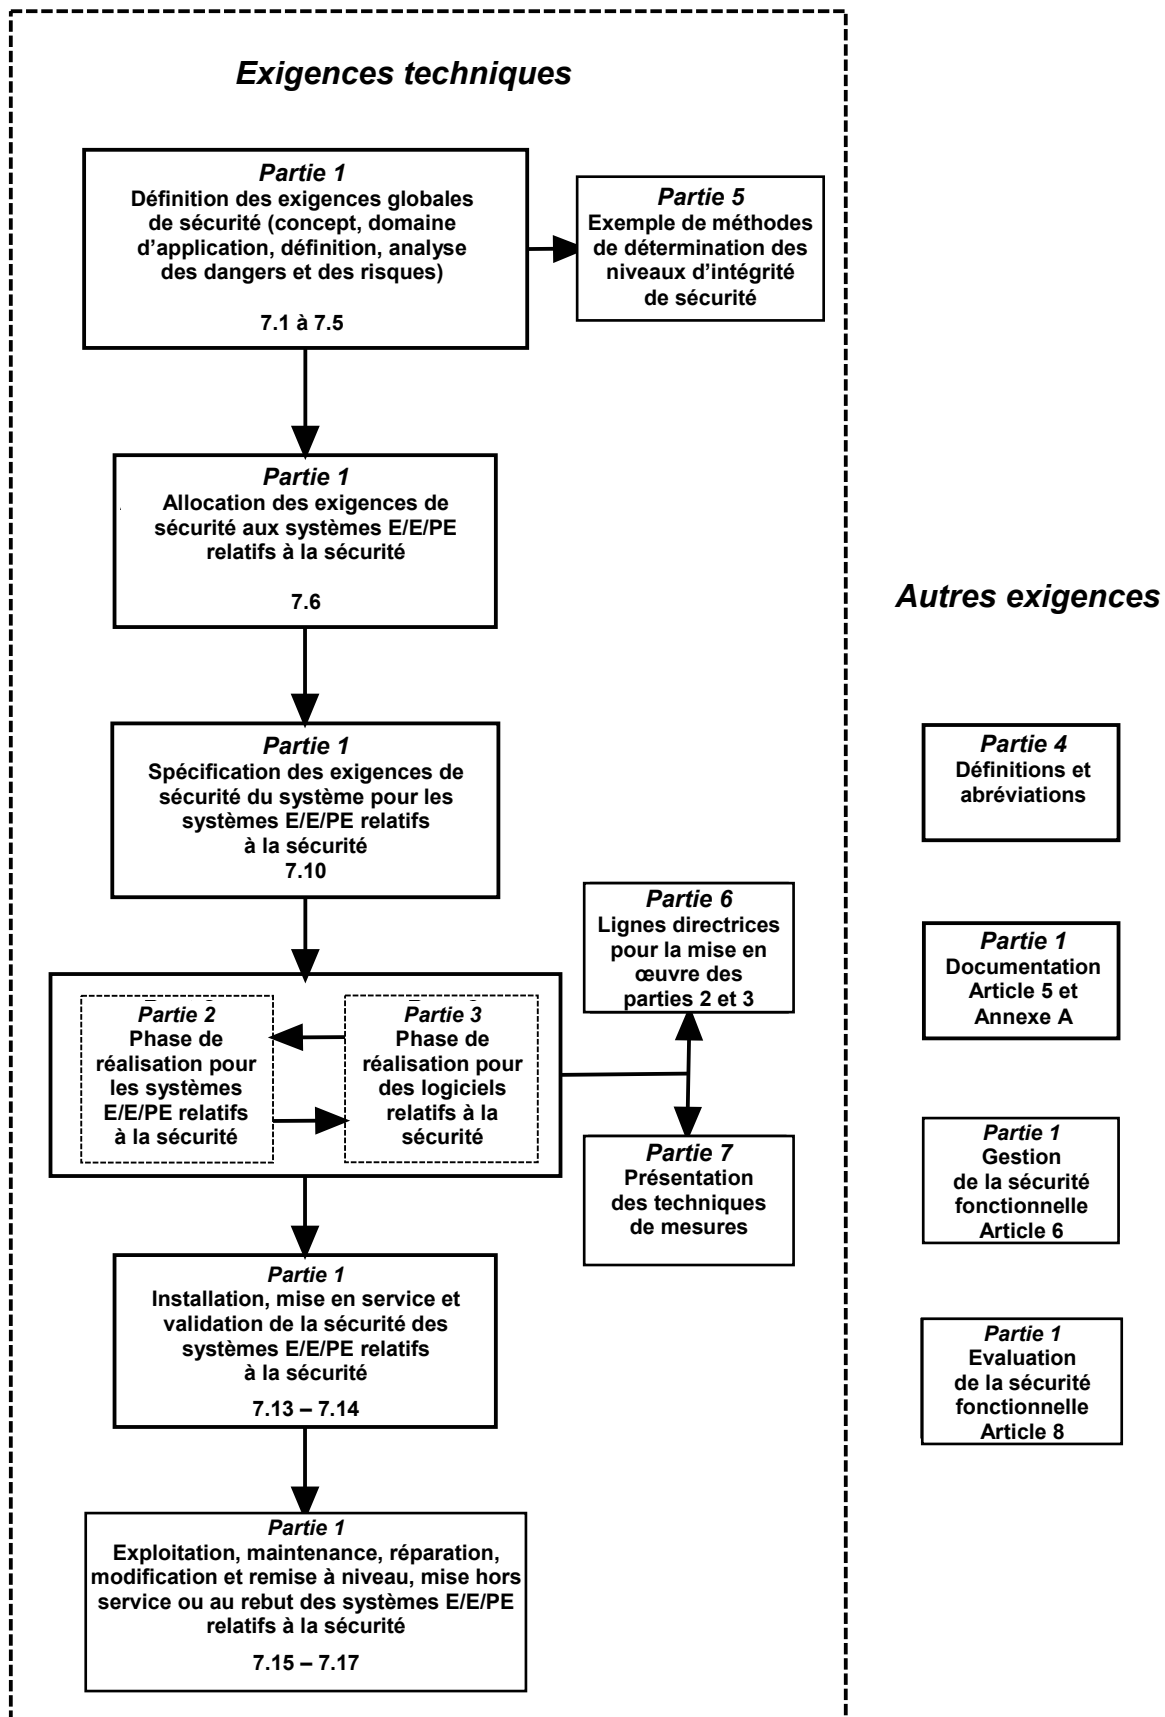 Exigences techniques
Partie 1
Définition des exigences globales
de sécurité (concept, domaine
d'application, définition, analyse
des dangers et des risques)
7.1 à 7.5
Partie 5
Exemple de méthodes
de détermination des
niveaux d'intégrité
de sécurité
Partie 1
Allocation des exigences de
sécurité aux systèmes E/E/PE
relatifs à la sécurité
7.6
Partie 1
Spécification des exigences de
sécurité du système pour les
systèmes E/E/PE relatifs
à la sécurité
7.10
Partie 2
Phase de
réalisation pour
les systèmes
E/E/PE relatifs
à la sécurité
Partie 3
Phase de
réalisation pour
des logiciels
relatifs à la
sécurité
Partie 6
Lignes directrices
pour la mise en
œuvre des
parties 2 et 3
Partie 7
Présentation
des techniques
de mesures
Partie 1
Installation, mise en service et
validation de la sécurité des
systèmes E/E/PE relatifs
à la sécurité
7.13 – 7.14
Partie 1
Exploitation, maintenance, réparation,
modification et remise à niveau, mise hors
service ou au rebut des systèmes E/E/PE
relatifs à la sécurité
7.15 – 7.17
Autres exigences
Partie 4
Définitions et
abréviations
Partie 1
Documentation
Article 5 et
Annexe A
Partie 1
Gestion
de la sécurité
fonctionnelle
Article 6
Partie 1
Evaluation
de la sécurité
fonctionnelle
Article 8